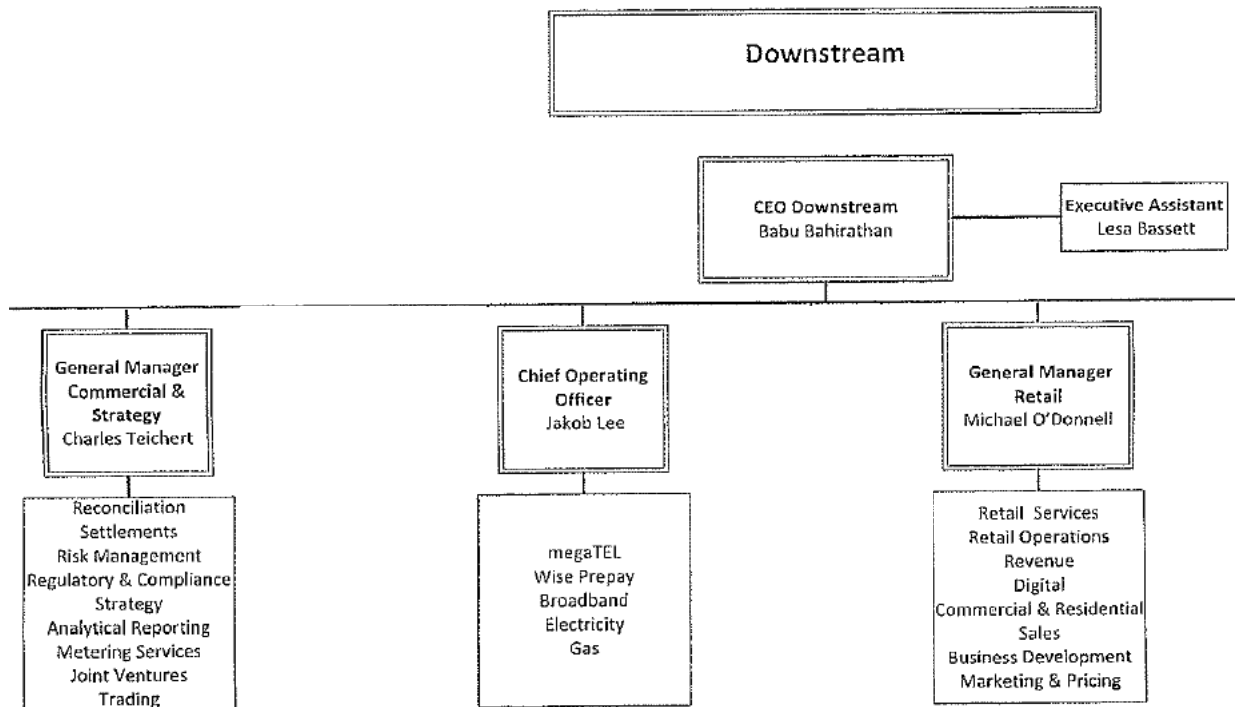 Downstream
CEO Downstream
Babu Bahirathan
Executive Assistant
Lesa Bassett
General Manager
Commercial &
Strategy
Charles Teichert
Chief Operating
Officer
Jakob Lee
General Manager
Retail
Michael O'Donnell
Reconciliation
Settlements
Risk Management
Regulatory & Compliance
Strategy
Analytical Reporting
Metering Services
Joint Ventures
Trading
megaTEL
Wise Prepay
Broadband
Electricity
Gas
Retail Services
Retail Operations
Revenue
Digital
Commercial & Residential
Sales
Business Development
Marketing & Pricing